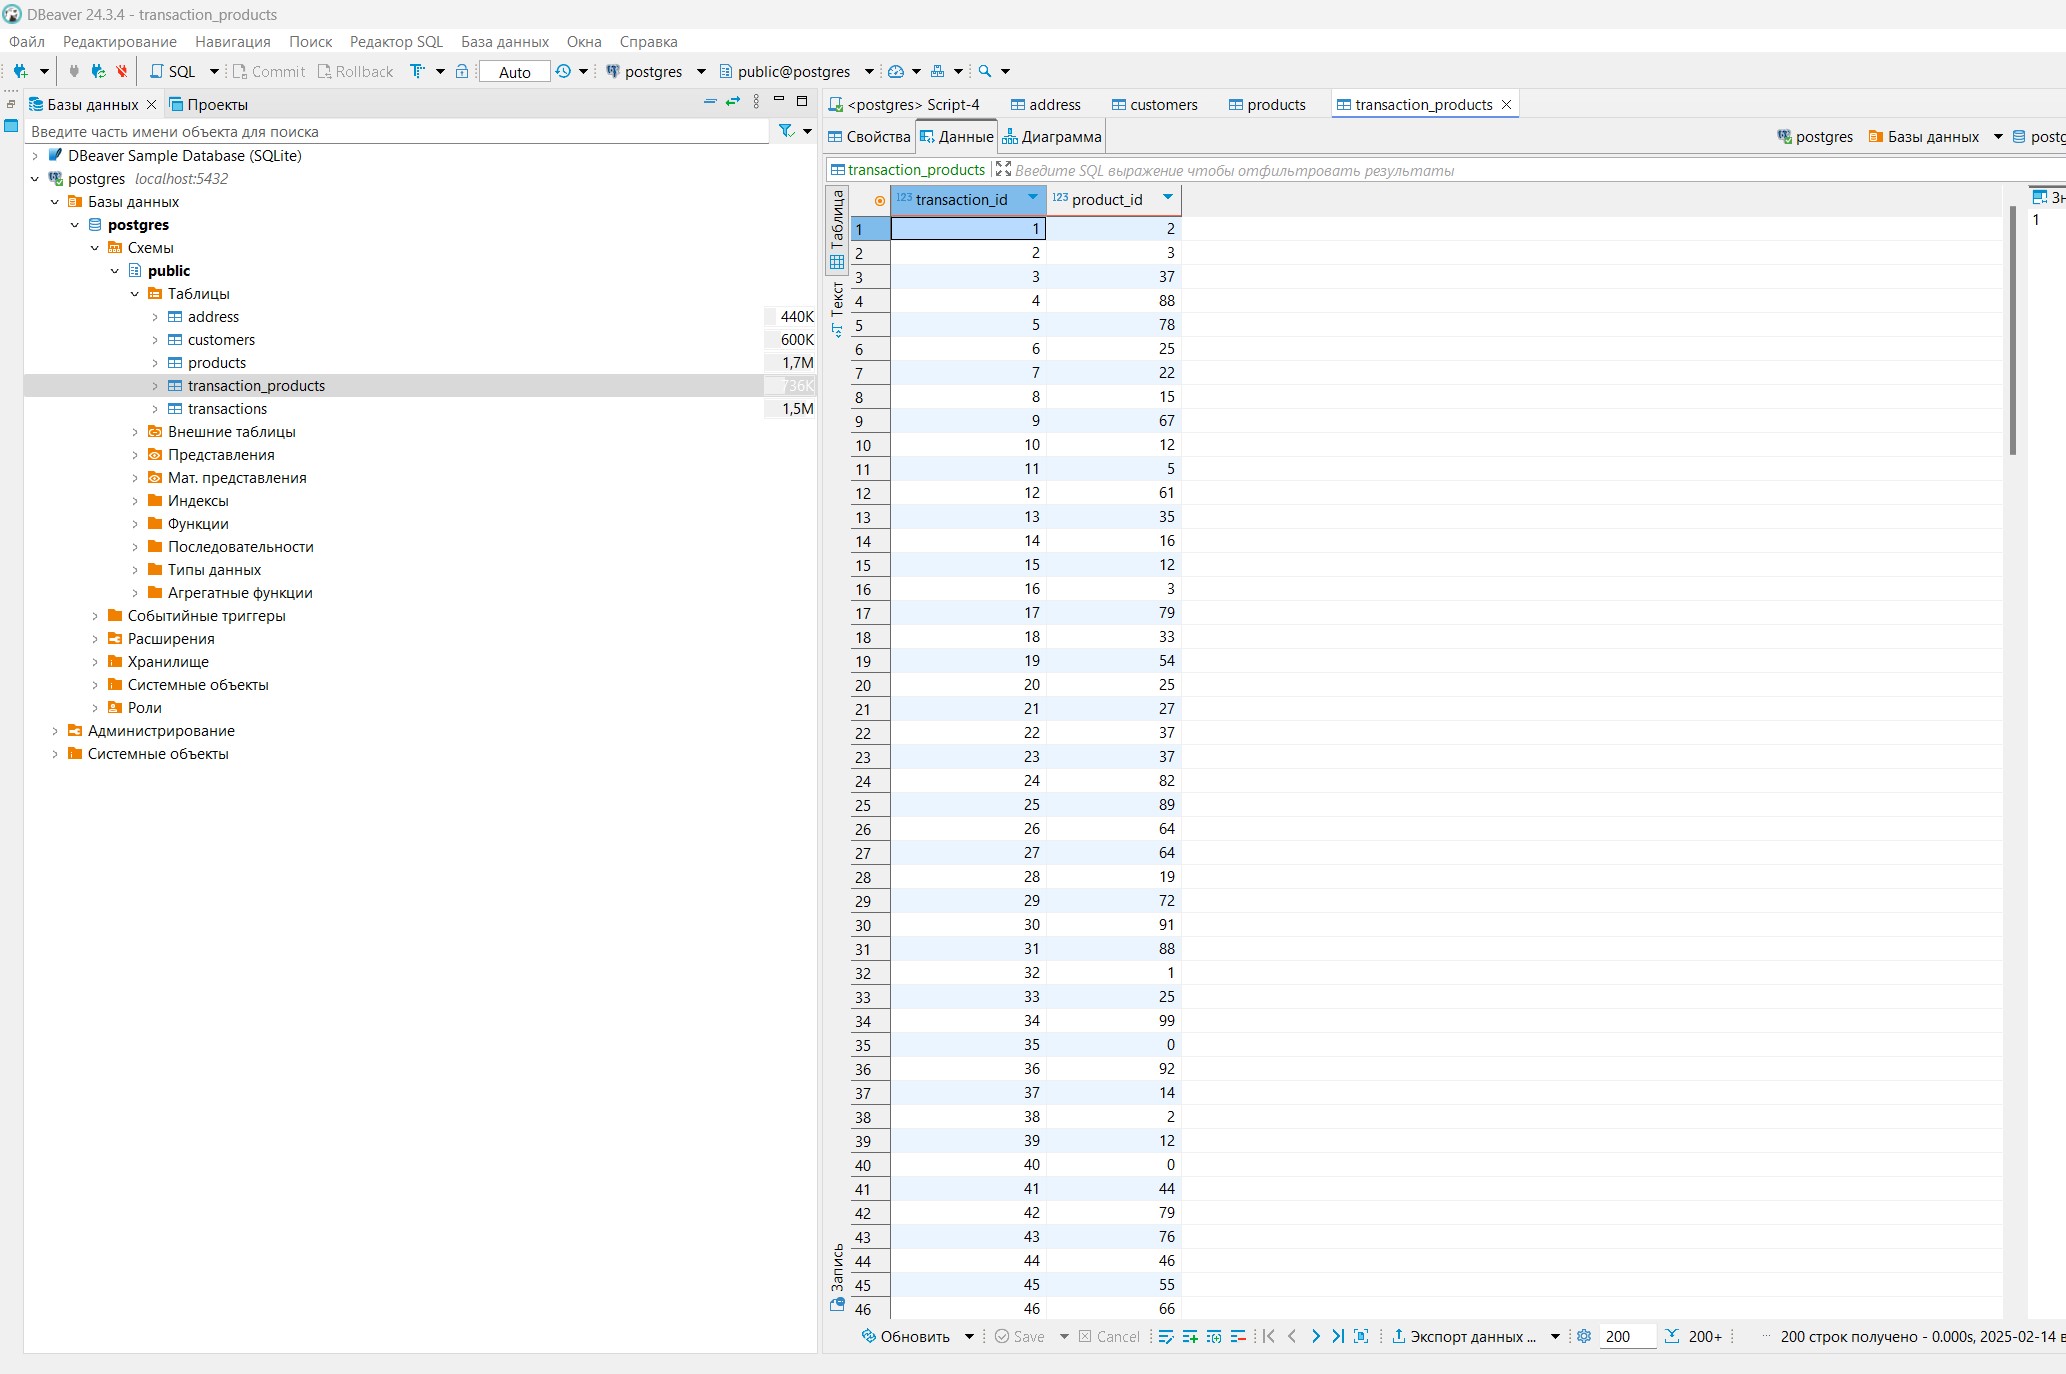 DBeaver 24.3.4 - transaction_products
Файл Редактирование Навигация Поиск Редактор SQL База данных Окна Справка
SQL Commit Rollback Auto postgres public@postgres
Базы данных Проекты
Введите часть имени объекта для поиска
DBeaver Sample Database (SQLite)
postgres localhost:5432
Базы данных
postgres
Схемы
public
Таблицы
address 440K
customers 600K
products 1,7M
transaction_products 736K
transactions 1,5M
Внешние таблицы
Представления
Мат. представления
Индексы
Функции
Последовательности
Типы данных
Агрегатные функции
Событийные триггеры
Расширения
Хранилище
Системные объекты
Роли
Администрирование
Системные объекты
<postgres> Script-4 address customers products transaction_products
Свойства Данные Диаграмма postgres Базы данных postg
transaction_products Введите SQL выражение чтобы отфильтровать результаты
Таблица
Текст
Запись
123 transaction_id 123 product_id
1 1 2
2 2 3
3 3 37
4 4 88
5 5 78
6 6 25
7 7 22
8 8 15
9 9 67
10 10 12
11 11 5
12 12 61
13 13 35
14 14 16
15 15 12
16 16 3
17 17 79
18 18 33
19 19 54
20 20 25
21 21 27
22 22 37
23 23 37
24 24 82
25 25 89
26 26 64
27 27 64
28 28 19
29 29 72
30 30 91
31 31 88
32 32 1
33 33 25
34 34 99
35 35 0
36 36 92
37 37 14
38 38 2
39 39 12
40 40 0
41 41 44
42 42 79
43 43 76
44 44 46
45 45 55
46 46 66
Зн
1
Обновить Save Cancel Экспорт данных ... 200 200+ 200 строк получено - 0.000s, 2025-02-14 в